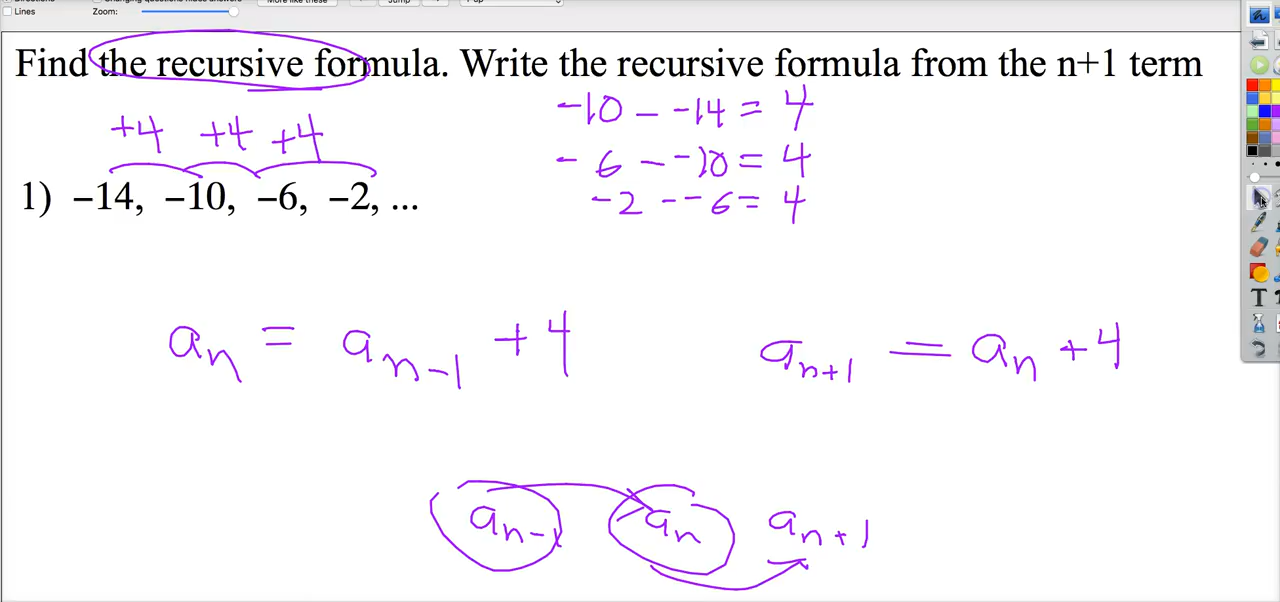 Lines
Zoom:
Find the recursive formula. Write the recursive formula from the n+1 term
-10 - -14 = 4
+4 +4 +4
-6 - -10 = 4
1) −14, −10, −6, −2, ...
-2 - -6 = 4
aₙ = aₙ₋₁ + 4
aₙ₊₁ = aₙ + 4
aₙ₋₁ aₙ aₙ₊₁
T